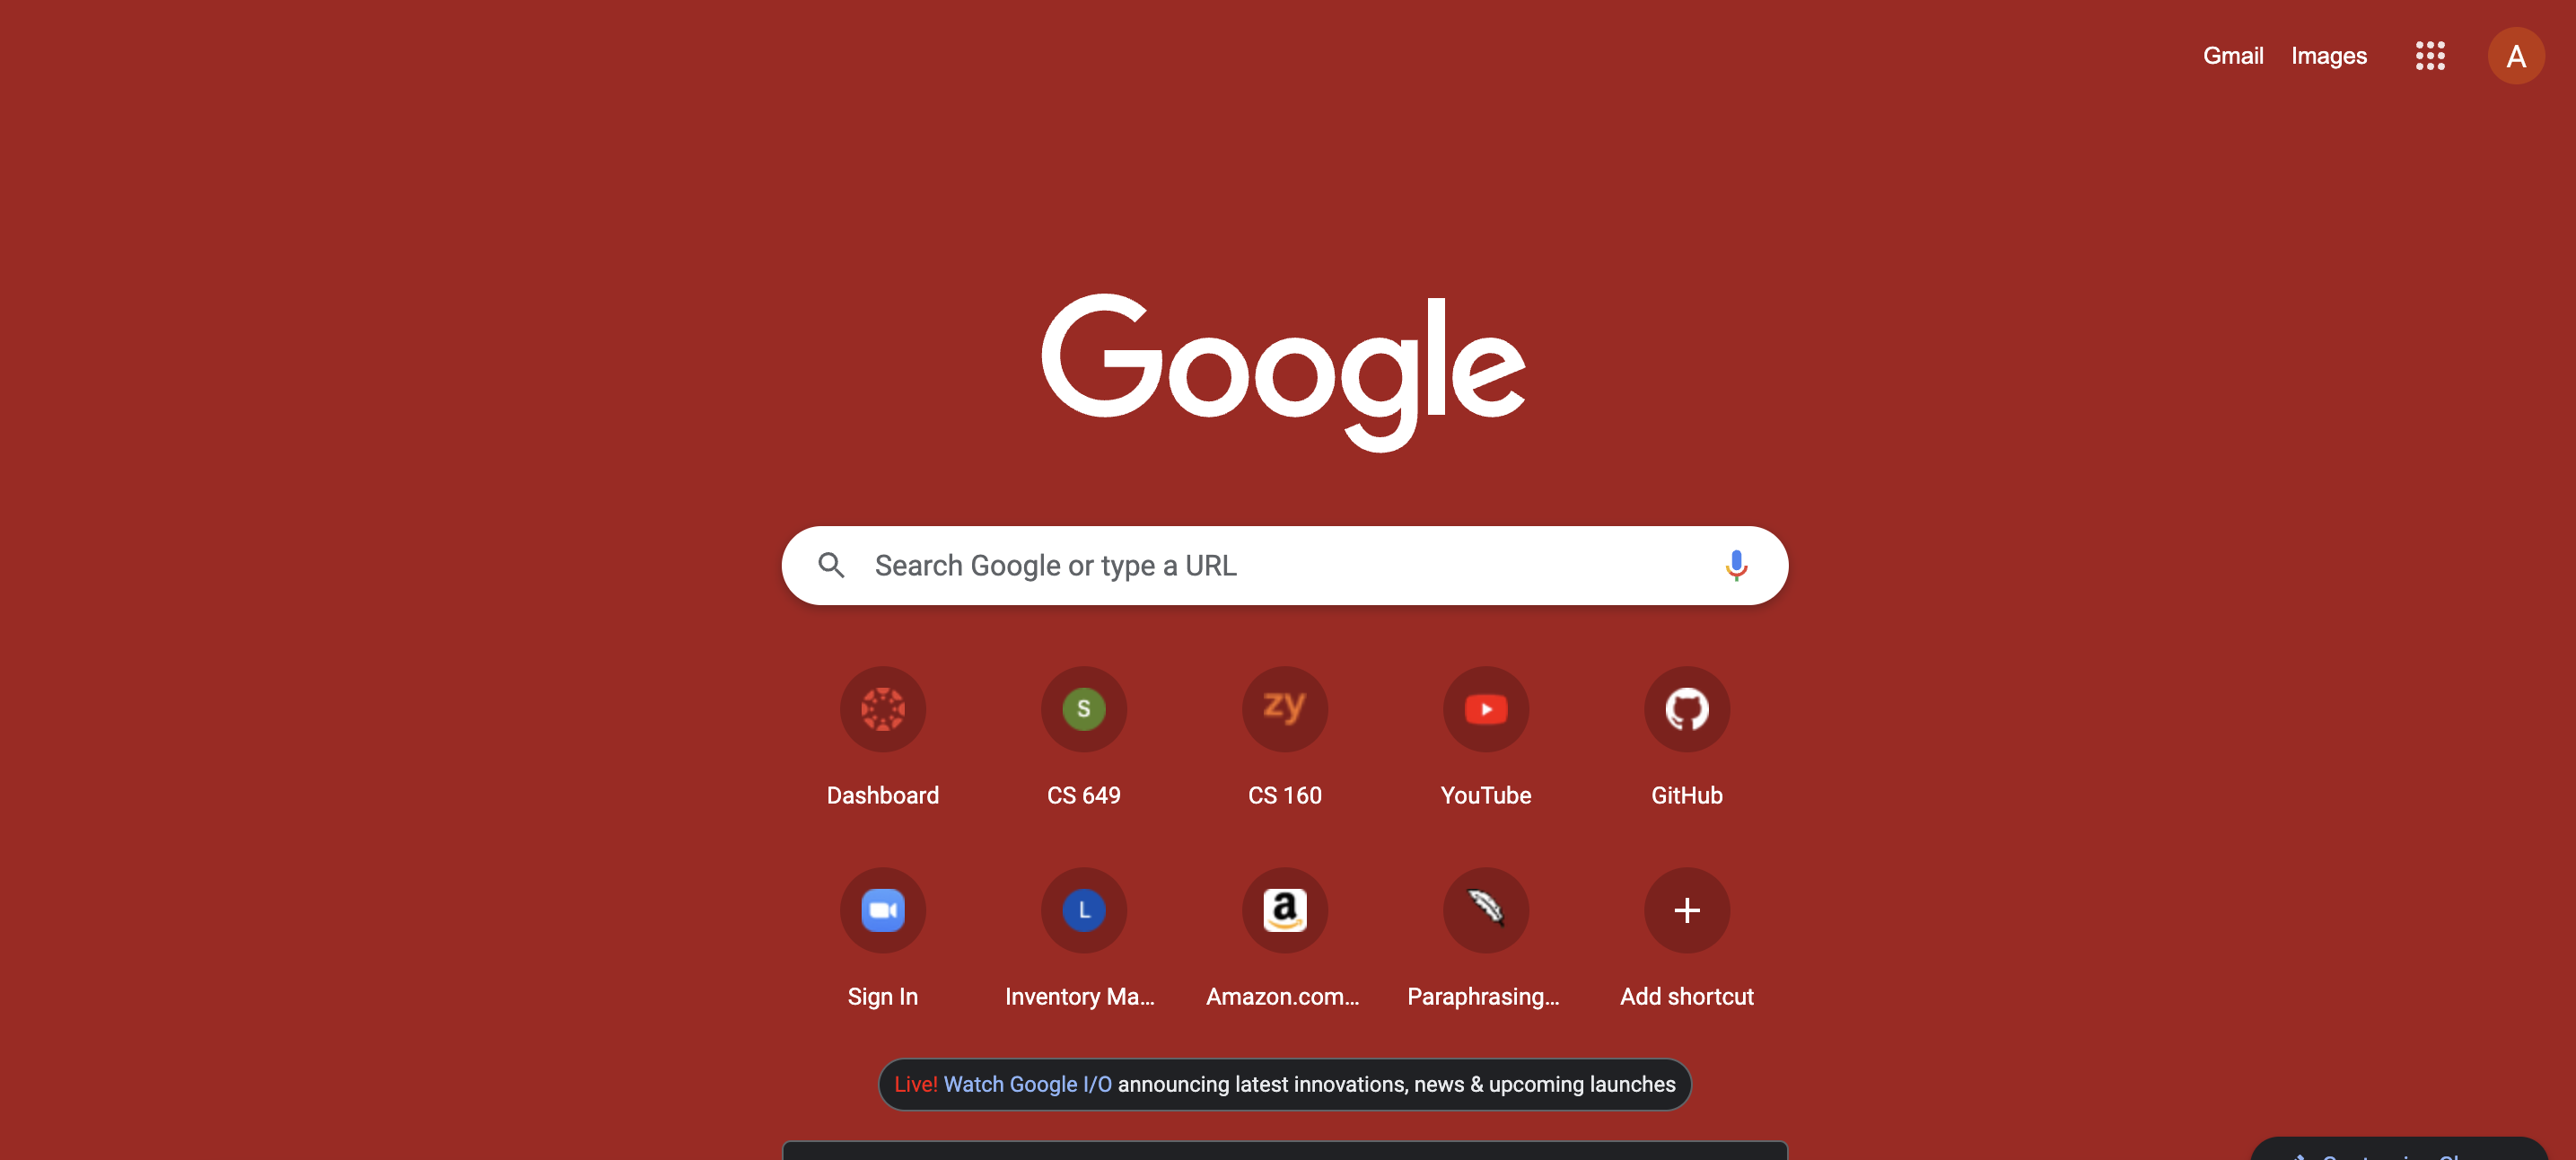 Gmail Images
A
Google
Search Google or type a URL
S
zy
Dashboard CS 649 CS 160 YouTube GitHub
L
a
Sign In Inventory Ma... Amazon.com... Paraphrasing... Add shortcut
Live! Watch Google I/O announcing latest innovations, news & upcoming launches